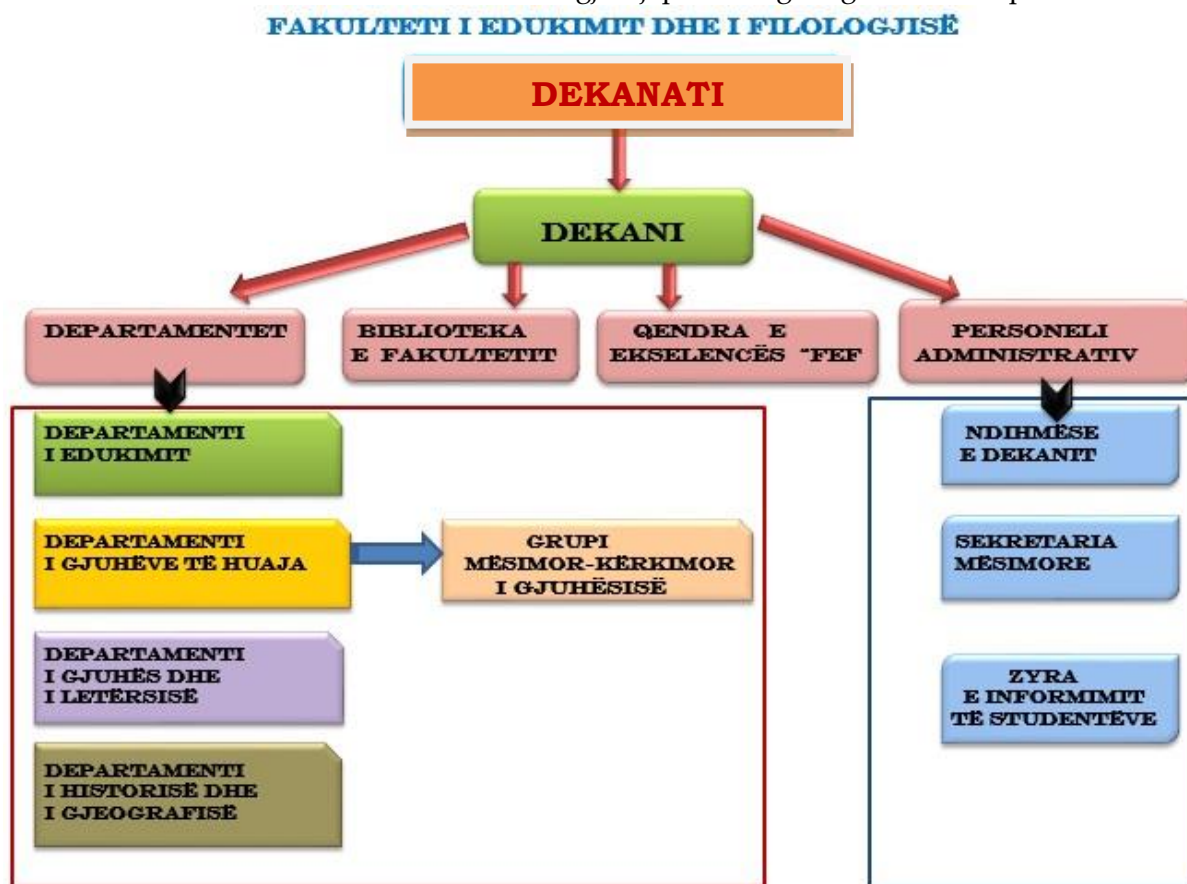 FAKULTETI I EDUKIMIT DHE I FILOLOGJISË
DEKANATI
DEKANI
DEPARTAMENTET
BIBLIOTEKA
E FAKULTETIT
QENDRA E
EKSELENCËS "FEF
PERSONELI
ADMINISTRATIV
DEPARTAMENTI
I EDUKIMIT
DEPARTAMENTI
I GJUHËVE TË HUAJA
GRUPI
MËSIMOR-KËRKIMOR
I GJUHËSISË
DEPARTAMENTI
I GJUHËS DHE
I LETËRSISË
DEPARTAMENTI
I HISTORISË DHE
I GJEOGRAFISË
NDIHMËSE
E DEKANIT
SEKRETARIA
MËSIMORE
ZYRA
E INFORMIMIT
TË STUDENTËVE